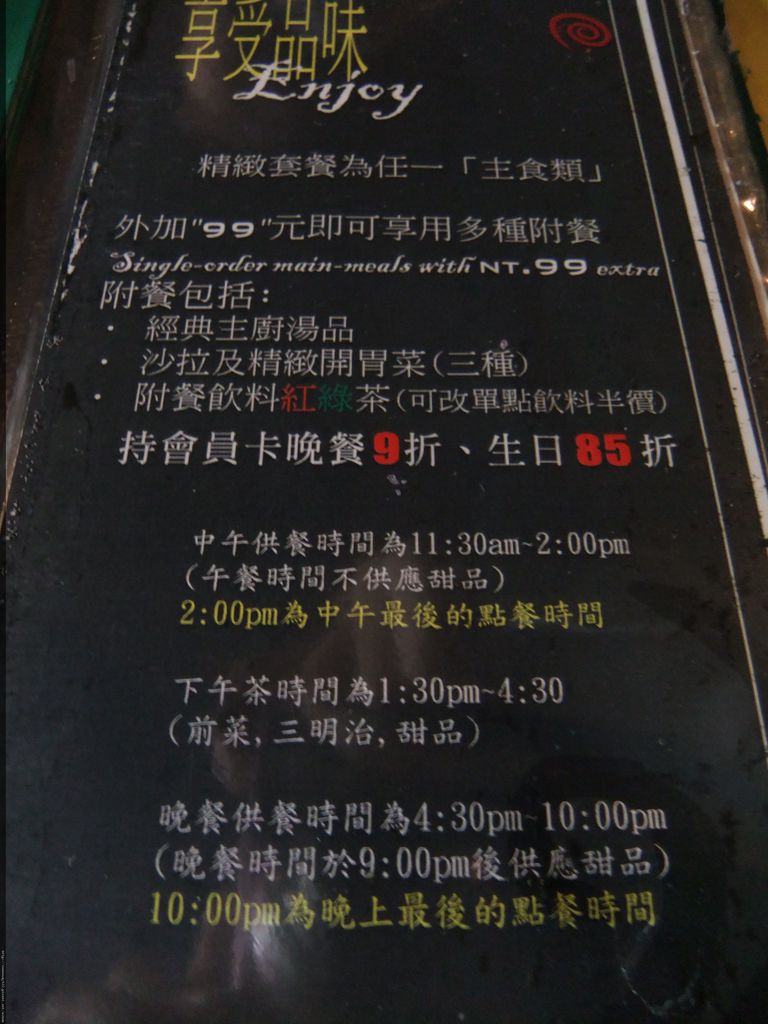 享受品味
Enjoy
精緻套餐為任一「主食類」
外加"99"元即可享用多種附餐
Single-order main-meals with NT.99 extra
附餐包括:
· 經典主廚湯品
· 沙拉及精緻開胃菜(三種)
· 附餐飲料紅綠茶(可改單點飲料半價)
持會員卡晚餐9折、生日85折
中午供餐時間為11:30am~2:00pm
(午餐時間不供應甜品)
2:00pm為中午最後的點餐時間
下午茶時間為1:30pm~4:30
(前菜,三明治,甜品)
晚餐供餐時間為4:30pm~10:00pm
(晚餐時間於9:00pm後供應甜品)
10:00pm為晚上最後的點餐時間